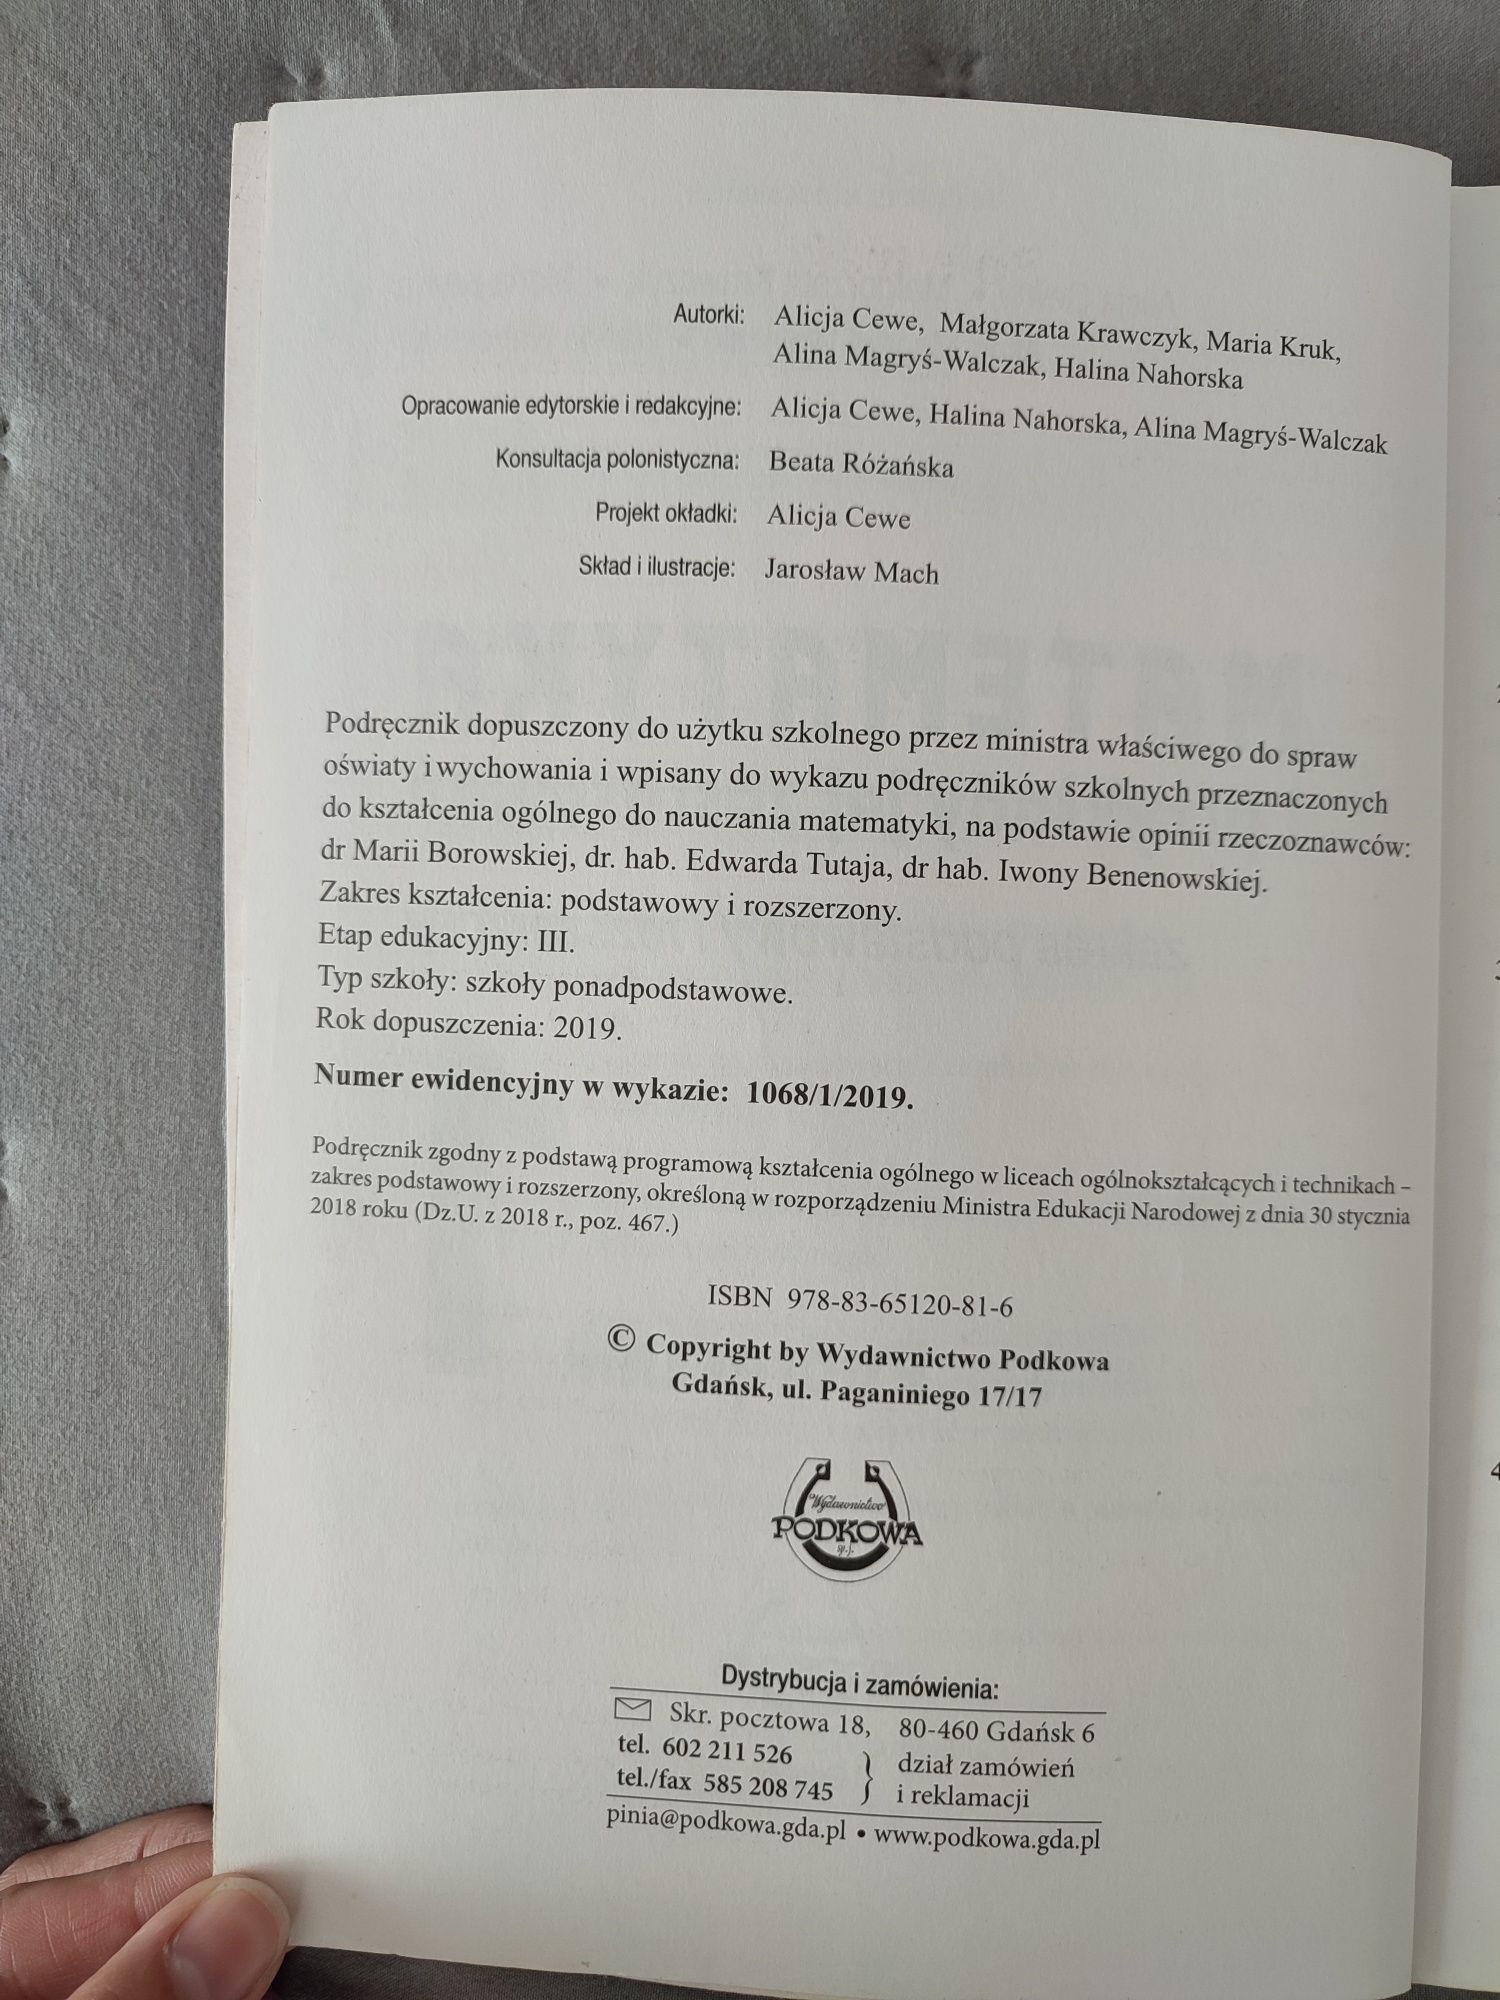 Autorki: Alicja Cewe, Małgorzata Krawczyk, Maria Kruk,
Alina Magryś-Walczak, Halina Nahorska
Opracowanie edytorskie i redakcyjne: Alicja Cewe, Halina Nahorska, Alina Magryś-Walczak
Konsultacja polonistyczna: Beata Różańska
Projekt okładki: Alicja Cewe
Skład i ilustracje: Jarosław Mach
Podręcznik dopuszczony do użytku szkolnego przez ministra właściwego do spraw
oświaty i wychowania i wpisany do wykazu podręczników szkolnych przeznaczonych
do kształcenia ogólnego do nauczania matematyki, na podstawie opinii rzeczoznawców:
dr Marii Borowskiej, dr. hab. Edwarda Tutaja, dr hab. Iwony Benenowskiej.
Zakres kształcenia: podstawowy i rozszerzony.
Etap edukacyjny: III.
Typ szkoły: szkoły ponadpodstawowe.
Rok dopuszczenia: 2019.
Numer ewidencyjny w wykazie: 1068/1/2019.
Podręcznik zgodny z podstawą programową kształcenia ogólnego w liceach ogólnokształcących i technikach –
zakres podstawowy i rozszerzony, określoną w rozporządzeniu Ministra Edukacji Narodowej z dnia 30 stycznia
2018 roku (Dz.U. z 2018 r., poz. 467.)
ISBN 978-83-65120-81-6
© Copyright by Wydawnictwo Podkowa
Gdańsk, ul. Paganiniego 17/17
Wydawnictwo
PODKOWA
sp.j.
Dystrybucja i zamówienia:
Skr. pocztowa 18, 80-460 Gdańsk 6
tel. 602 211 526 } dział zamówień
tel./fax 585 208 745 i reklamacji
pinia@podkowa.gda.pl • www.podkowa.gda.pl